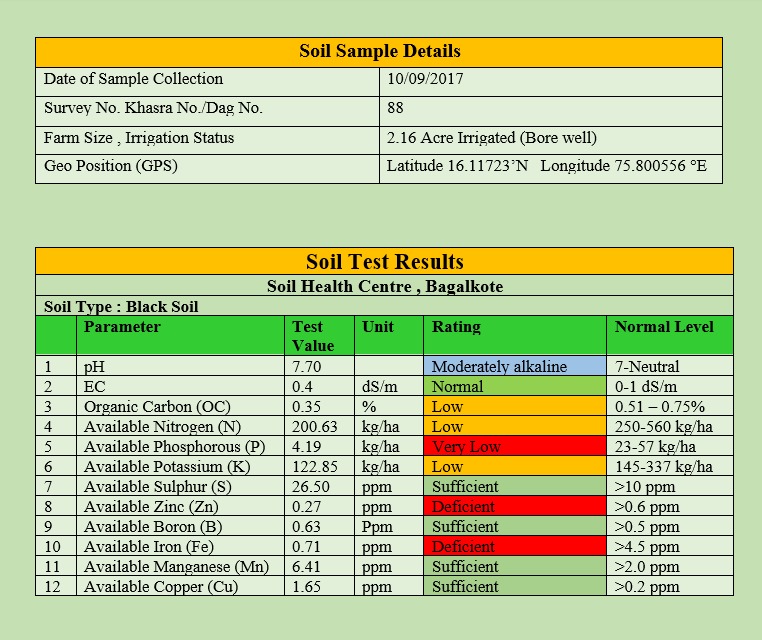 Soil Sample Details
Date of Sample Collection 10/09/2017
Survey No. Khasra No./Dag No. 88
Farm Size , Irrigation Status 2.16 Acre Irrigated (Bore well)
Geo Position (GPS) Latitude 16.11723’N Longitude 75.800556 °E
Soil Test Results
Soil Health Centre , Bagalkote
Soil Type : Black Soil
Parameter Test Value Unit Rating Normal Level
1 pH 7.70 Moderately alkaline 7-Neutral
2 EC 0.4 dS/m Normal 0-1 dS/m
3 Organic Carbon (OC) 0.35 % Low 0.51 – 0.75%
4 Available Nitrogen (N) 200.63 kg/ha Low 250-560 kg/ha
5 Available Phosphorous (P) 4.19 kg/ha Very Low 23-57 kg/ha
6 Available Potassium (K) 122.85 kg/ha Low 145-337 kg/ha
7 Available Sulphur (S) 26.50 ppm Sufficient >10 ppm
8 Available Zinc (Zn) 0.27 ppm Deficient >0.6 ppm
9 Available Boron (B) 0.63 Ppm Sufficient >0.5 ppm
10 Available Iron (Fe) 0.71 ppm Deficient >4.5 ppm
11 Available Manganese (Mn) 6.41 ppm Sufficient >2.0 ppm
12 Available Copper (Cu) 1.65 ppm Sufficient >0.2 ppm